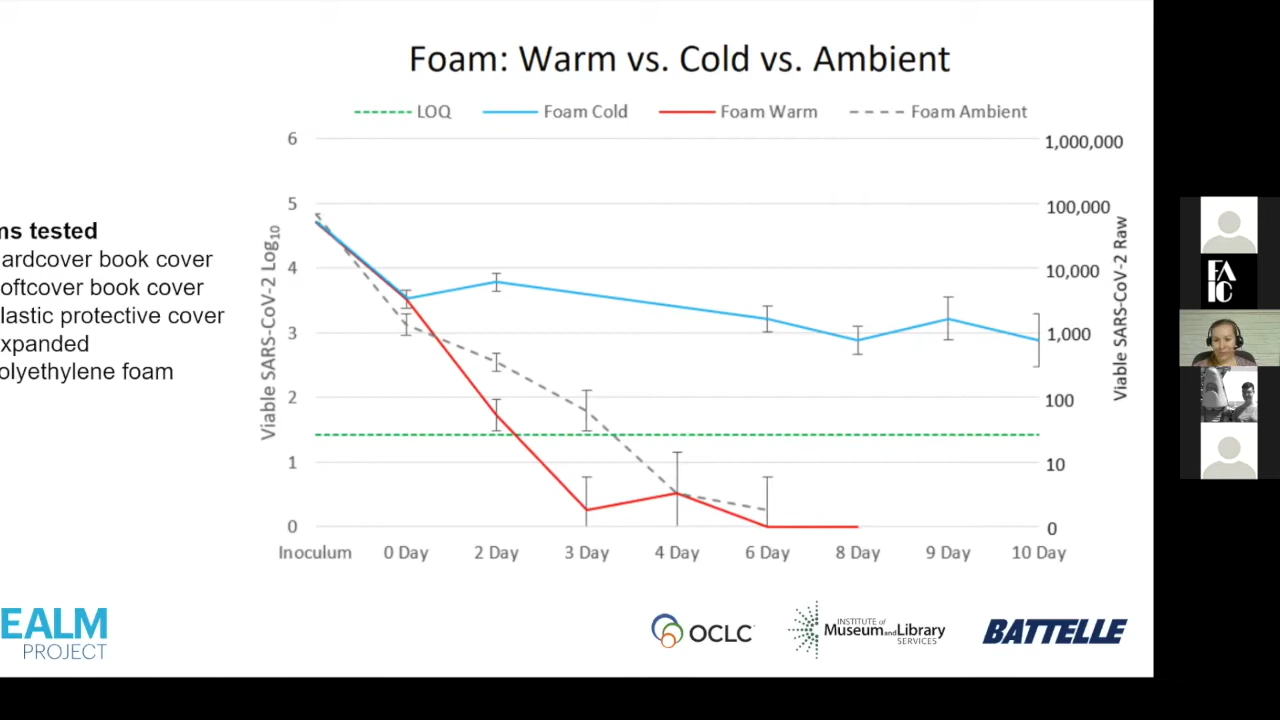 Foam: Warm vs. Cold vs. Ambient
LOQ
Foam Cold
Foam Warm
Foam Ambient
ms tested
ardcover book cover
oftcover book cover
lastic protective cover
xpanded
olyethylene foam
Viable SARS-CoV-2 Log10
6
5
4
3
2
1
0
1,000,000
100,000
10,000
1,000
100
10
0
Viable SARS-CoV-2 Raw
Inoculum
0 Day
2 Day
3 Day
4 Day
6 Day
8 Day
9 Day
10 Day
EALM
PROJECT
OCLC
INSTITUTE of
Museum and Library
SERVICES
BATTELLE
FA
IC